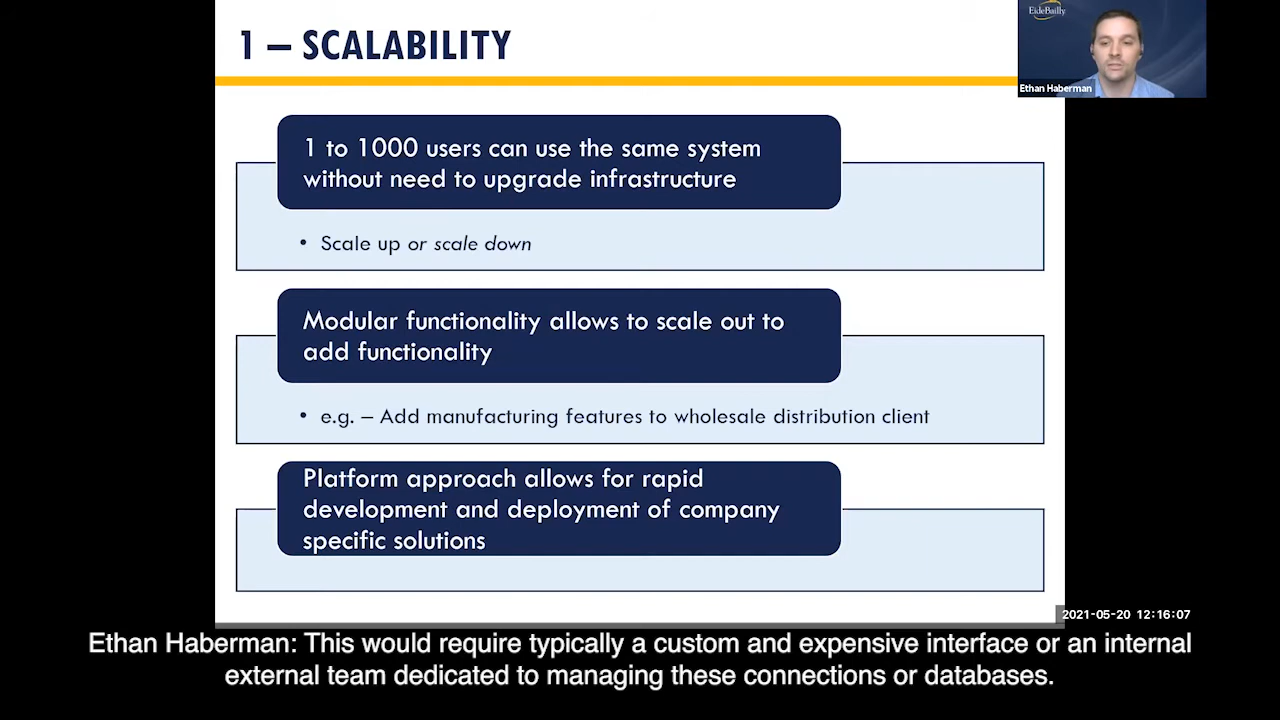 1 – SCALABILITY
EideBailly
Ethan Haberman
1 to 1000 users can use the same system
without need to upgrade infrastructure
• Scale up or scale down
Modular functionality allows to scale out to
add functionality
• e.g. – Add manufacturing features to wholesale distribution client
Platform approach allows for rapid
development and deployment of company
specific solutions
2021-05-20 12:16:07
Ethan Haberman: This would require typically a custom and expensive interface or an internal
external team dedicated to managing these connections or databases.